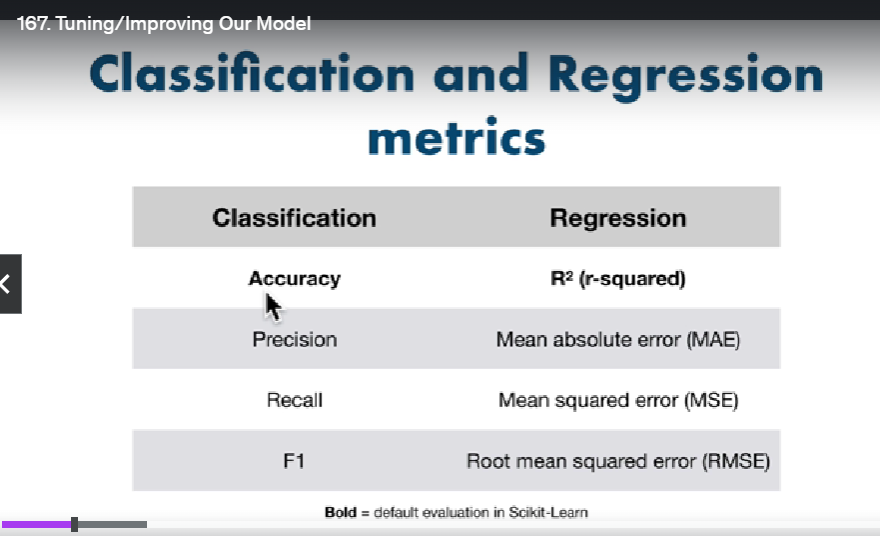 167. Tuning/Improving Our Model
Classification and Regression
metrics
Classification Regression
Accuracy R² (r-squared)
Precision Mean absolute error (MAE)
Recall Mean squared error (MSE)
F1 Root mean squared error (RMSE)
Bold = default evaluation in Scikit-Learn